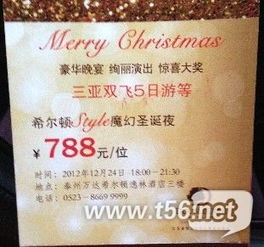 Merry Christmas
豪华晚宴 绚丽演出 惊喜大奖
三亚双飞5日游等
希尔顿Style魔幻圣诞夜
¥ 788元/位
时间：2012年12月24日 18:00-21:30
地点：泰州万达希尔顿逸林酒店三楼
电话：0523-8669 9999
www.t56.net